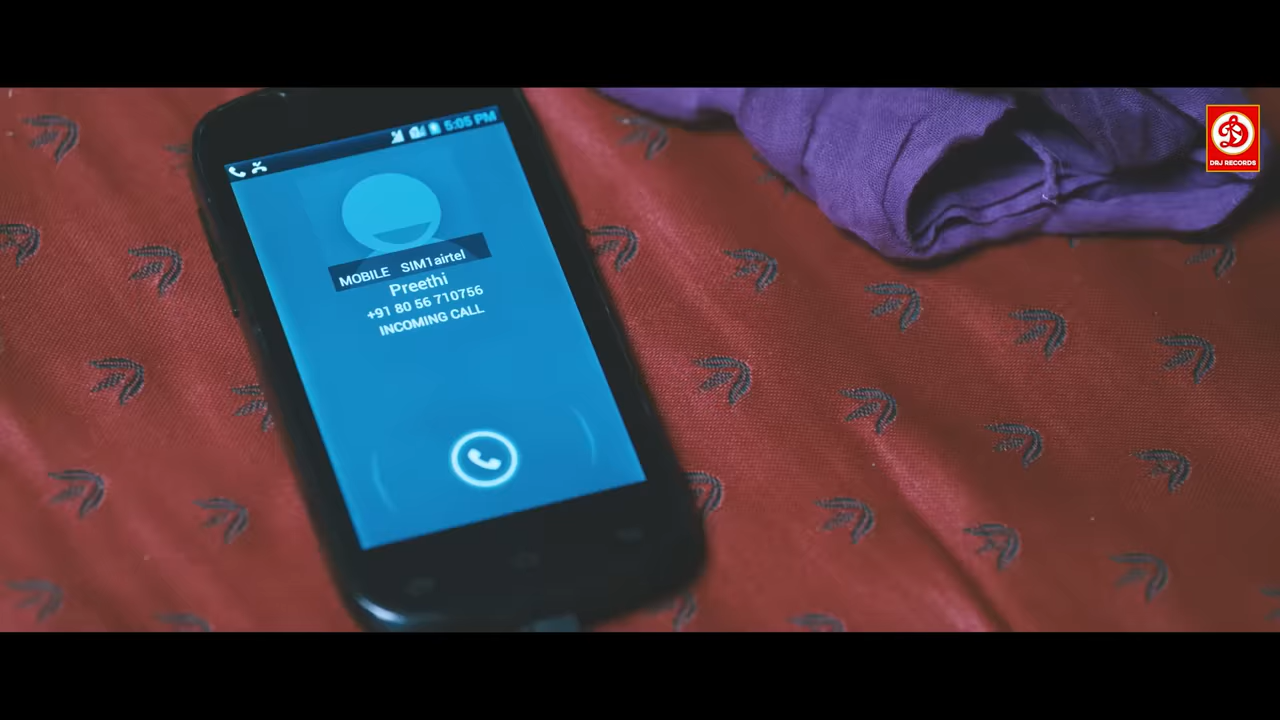 5:05 PM
MOBILE SIM1 airtel
Preethi
+91 80 56 710756
INCOMING CALL
DRJ RECORDS